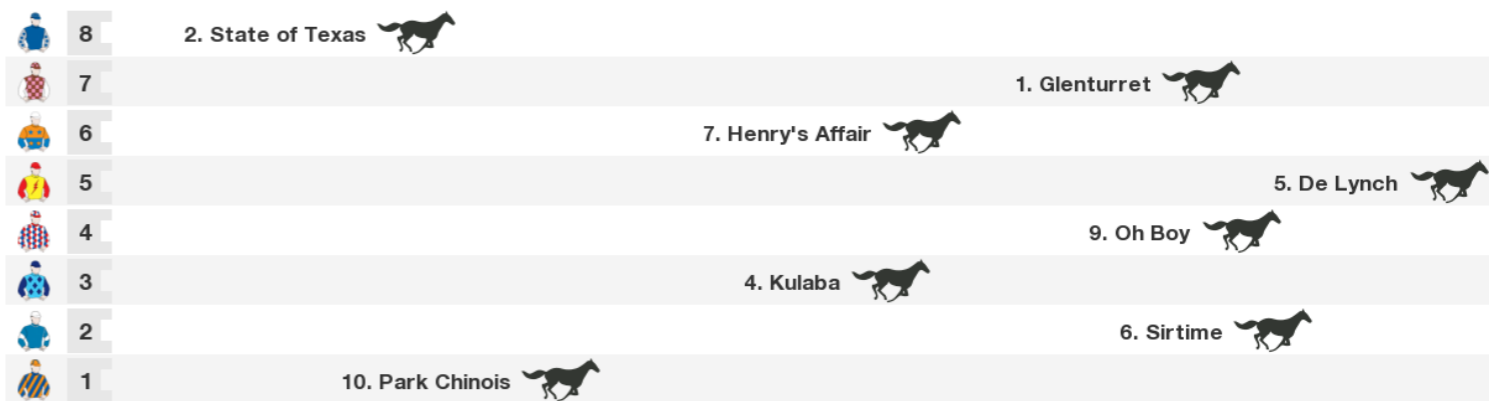 8 2. State of Texas
7 1. Glenturret
6 7. Henry's Affair
5 5. De Lynch
4 9. Oh Boy
3 4. Kulaba
2 6. Sirtime
1 10. Park Chinois